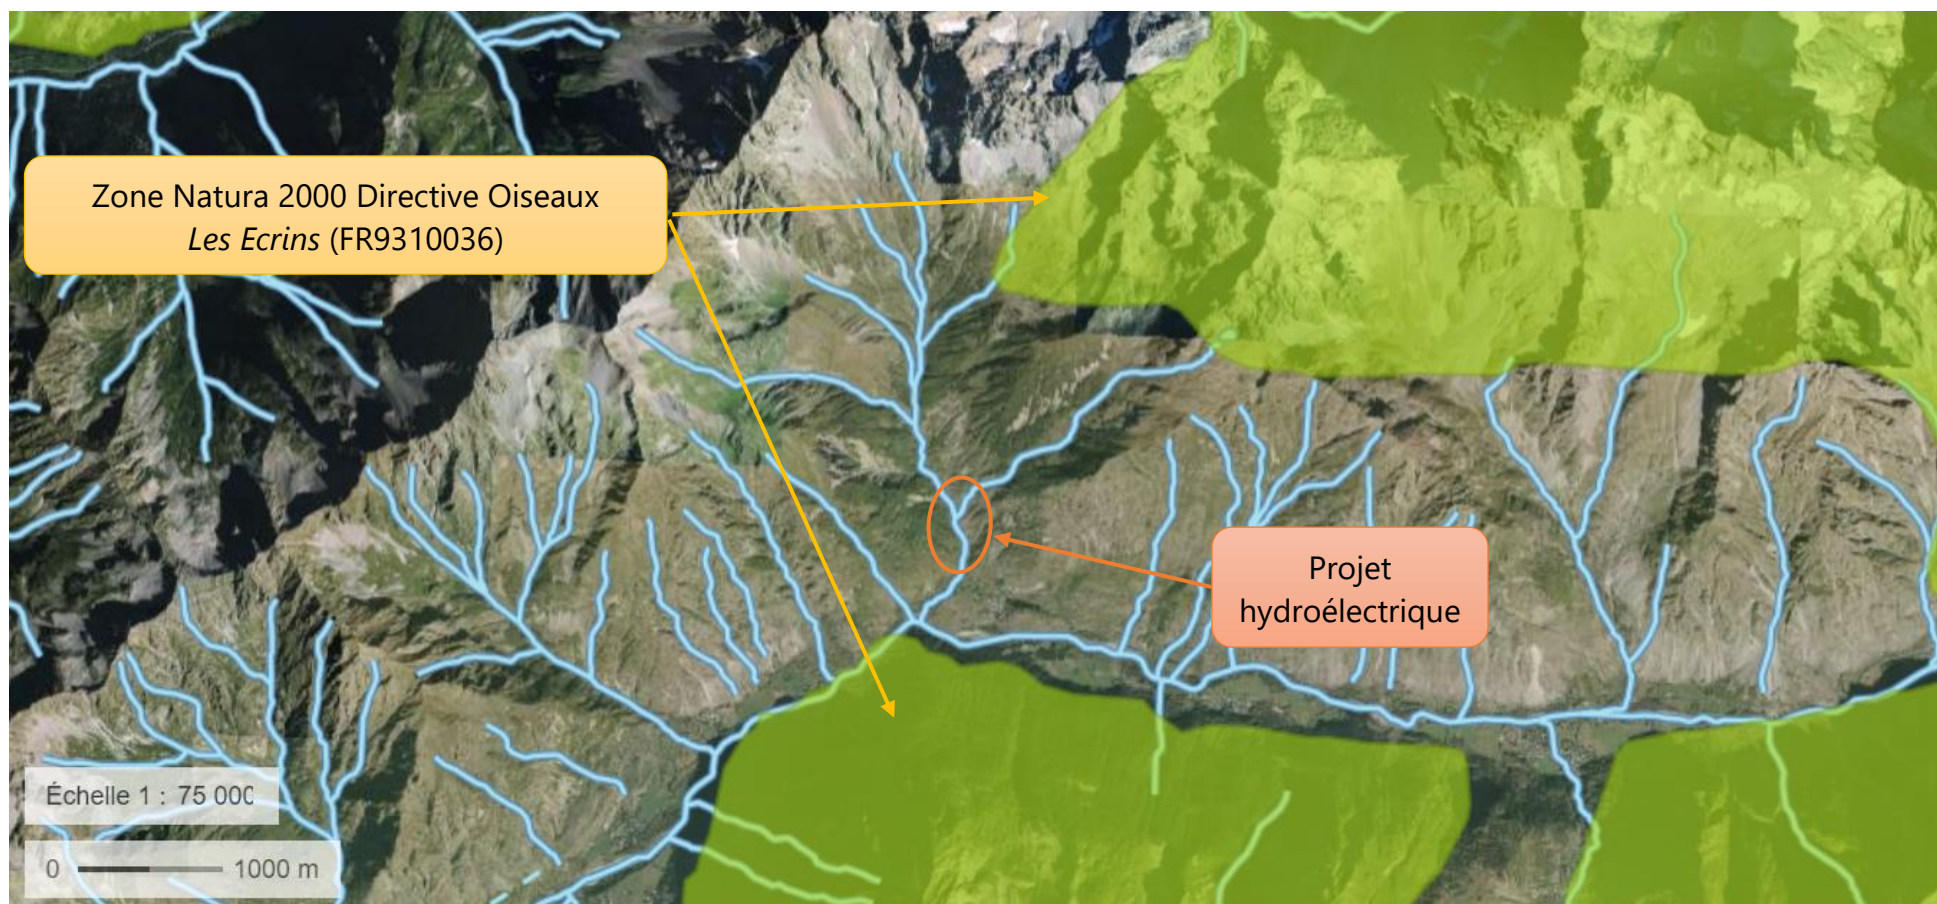 Zone Natura 2000 Directive Oiseaux
Les Ecrins (FR9310036)
Projet
hydroélectrique
Échelle 1 : 75 000
0 1000 m